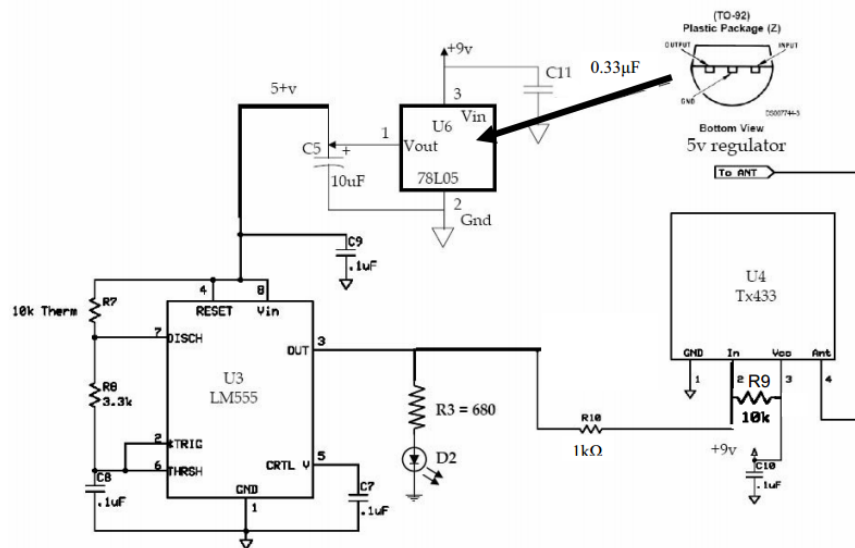 (TO-92)
Plastic Package (Z)
OUTPUT
INPUT
GND
Bottom View
5v regulator
+9v
C11
0.33µF
3
Vin
U6
1
Vout
78L05
2
Gnd
5+v
C5
+
10uF
C9
.1uF
To ANT
U4
Tx433
GND
In
Vcc
Ant
1
2
3
4
R9
10k
+9v
C10
.1uF
R10
1kΩ
4
8
RESET
Vin
10k Therm
R7
7
DISCH
U3
LM555
OUT
3
R8
3.3k
2
TRIG
6
THRSH
CRTL V
5
GND
1
C8
.1uF
C7
.1uF
R3 = 680
D2